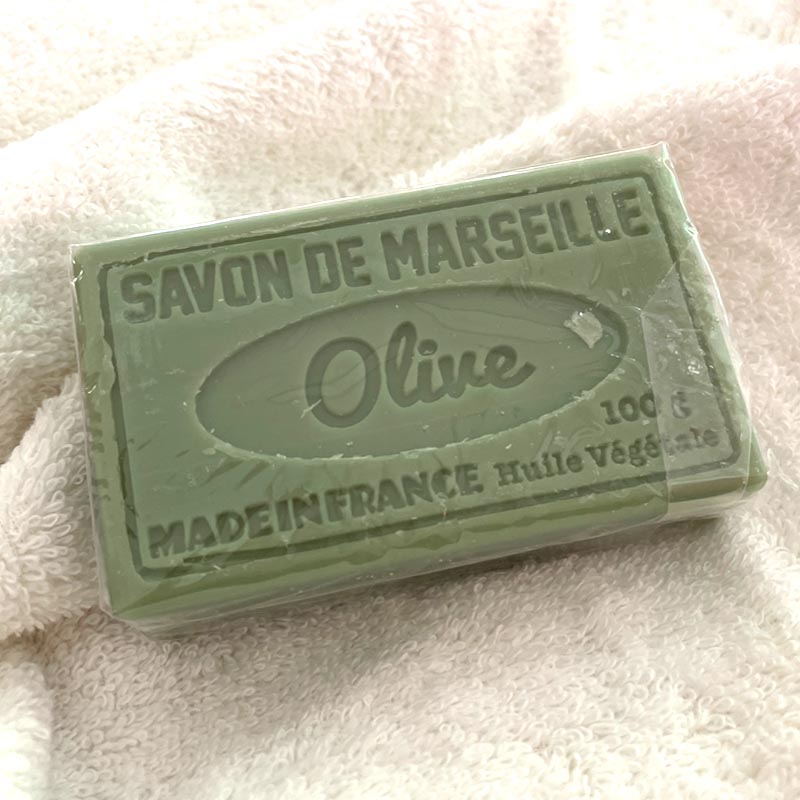 SAVON DE MARSEILLE
Olive
100 G
MADE IN FRANCE Huile Végétale